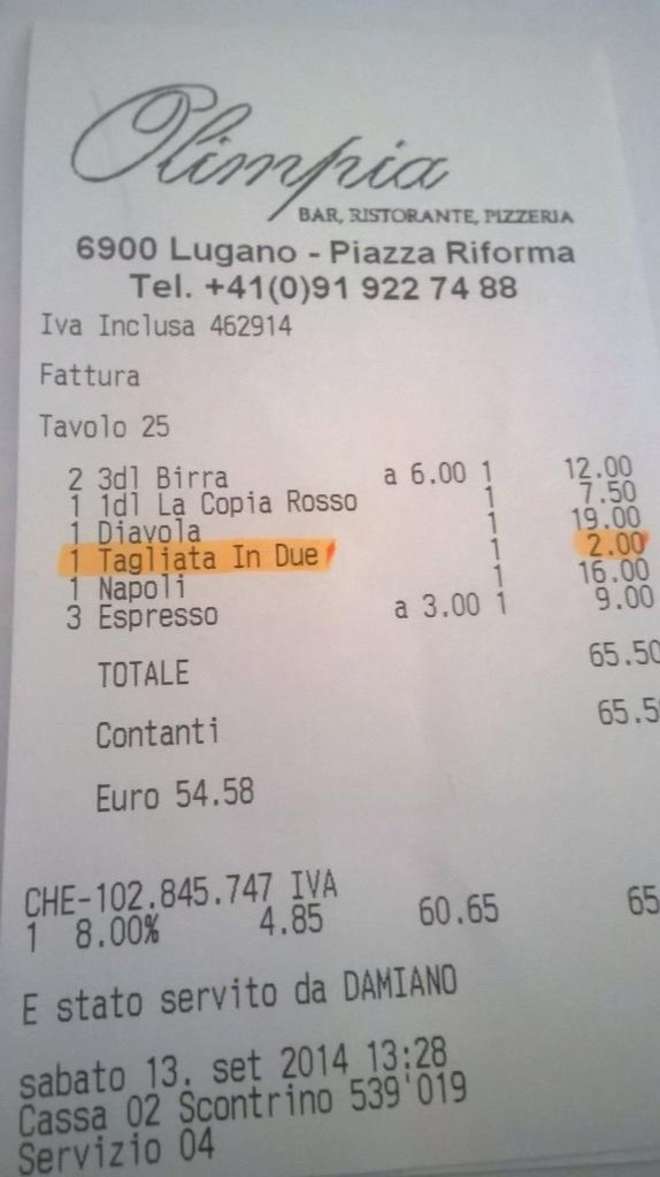 Olimpia
BAR, RISTORANTE, PIZZERIA
6900 Lugano - Piazza Riforma
Tel. +41(0)91 922 74 88
Iva Inclusa 462914
Fattura
Tavolo 25
2 3dl Birra a 6.00 1 12.00
1 1dl La Copia Rosso 1 7.50
1 Diavola 1 19.00
1 Tagliata In Due 1 2.00
1 Napoli 1 16.00
3 Espresso a 3.00 1 9.00
TOTALE 65.50
Contanti 65.5
Euro 54.58
CHE-102.845.747 IVA
1 8.00% 4.85 60.65 65
E stato servito da DAMIANO
sabato 13. set 2014 13:28
Cassa 02 Scontrino 539'019
Servizio 04